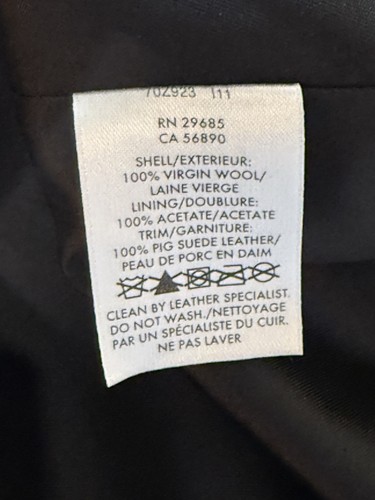 702923 111
RN 29685
CA 56890
SHELL/EXTERIEUR:
100% VIRGIN WOOL/
LAINE VIERGE
LINING/DOUBLURE:
100% ACETATE/ACETATE
TRIM/GARNITURE:
100% PIG SUEDE LEATHER/
PEAU DE PORC EN DAIM
CLEAN BY LEATHER SPECIALIST.
DO NOT WASH./NETTOYAGE
PAR UN SPÉCIALISTE DU CUIR.
NE PAS LAVER